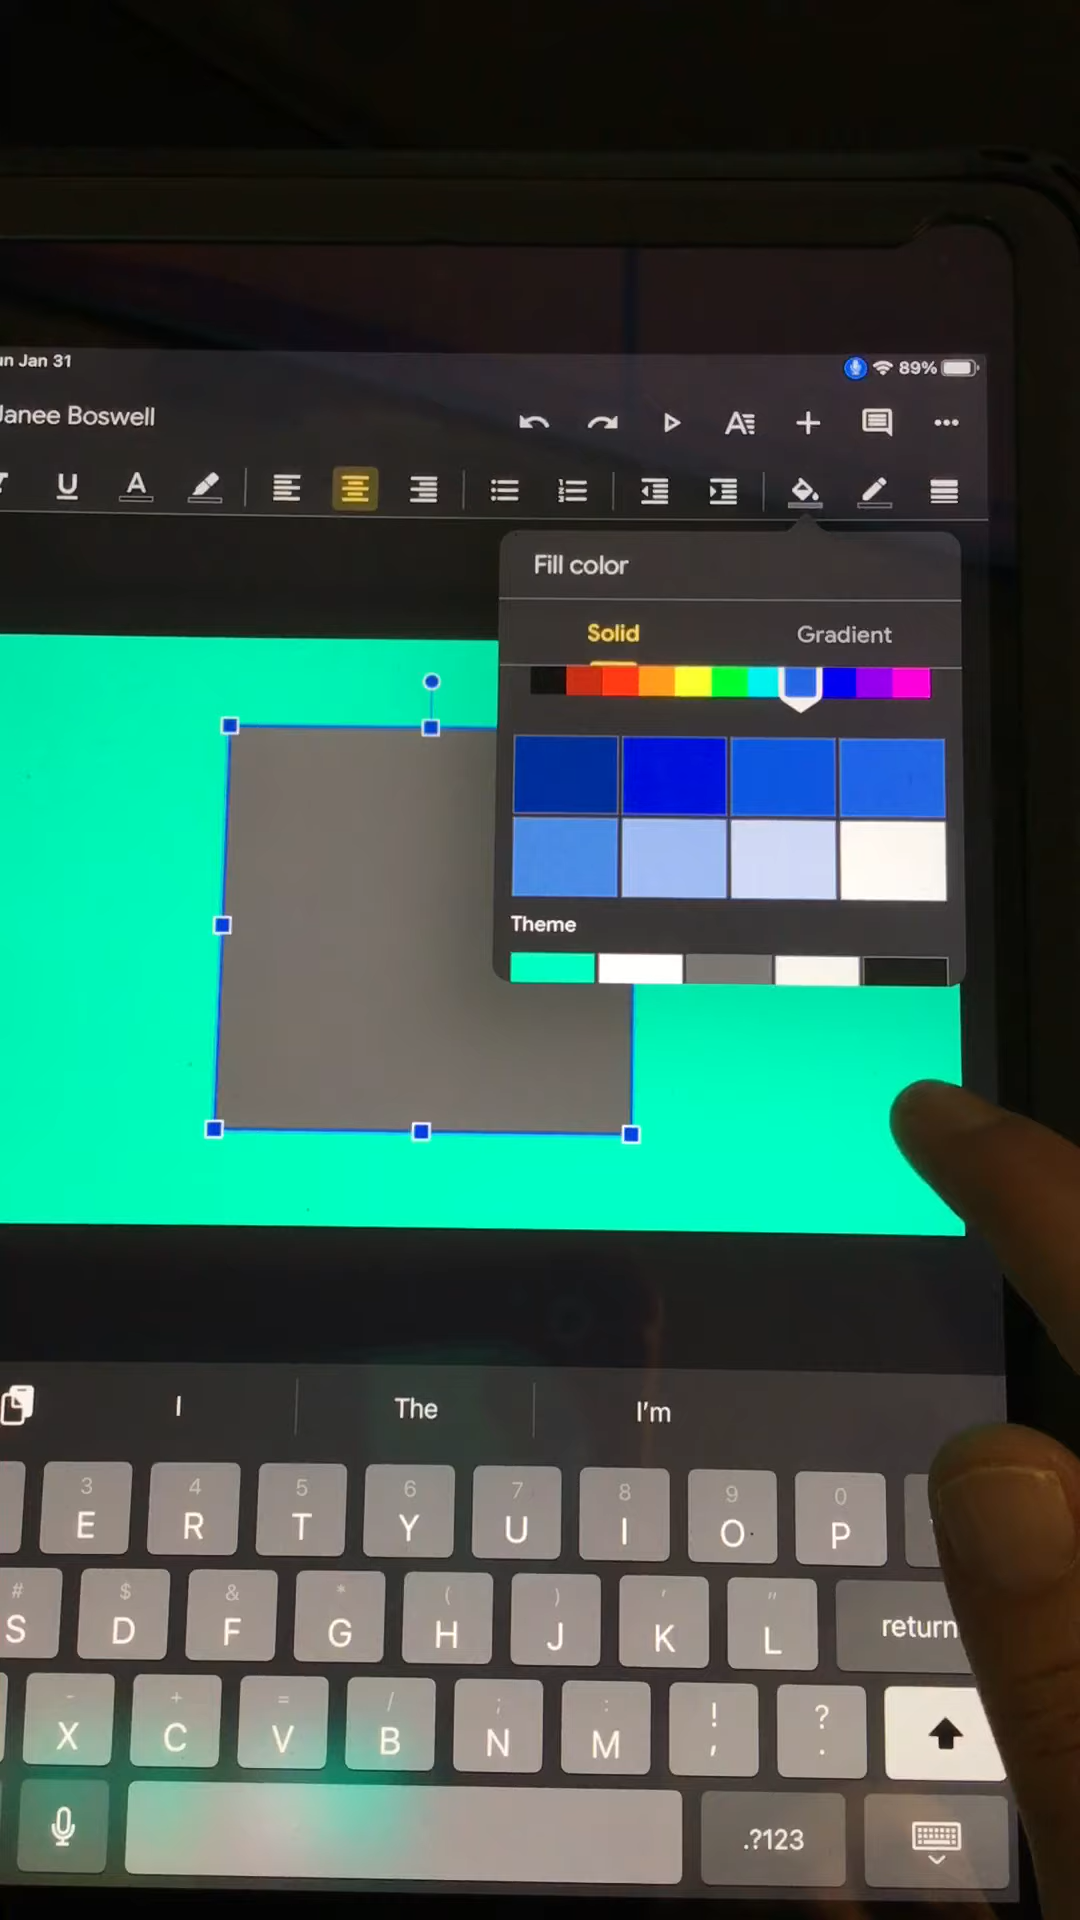 un Jan 31
89%
Janee Boswell
U A
A
Fill color
Solid Gradient
Theme
I The I'm
3 4 5 6 7 8 9 0
E R T Y U I O P
# $ & * ( ) ' "
S D F G H J K L return
- + = / ; : ! ?
X C V B N M , .
.?123